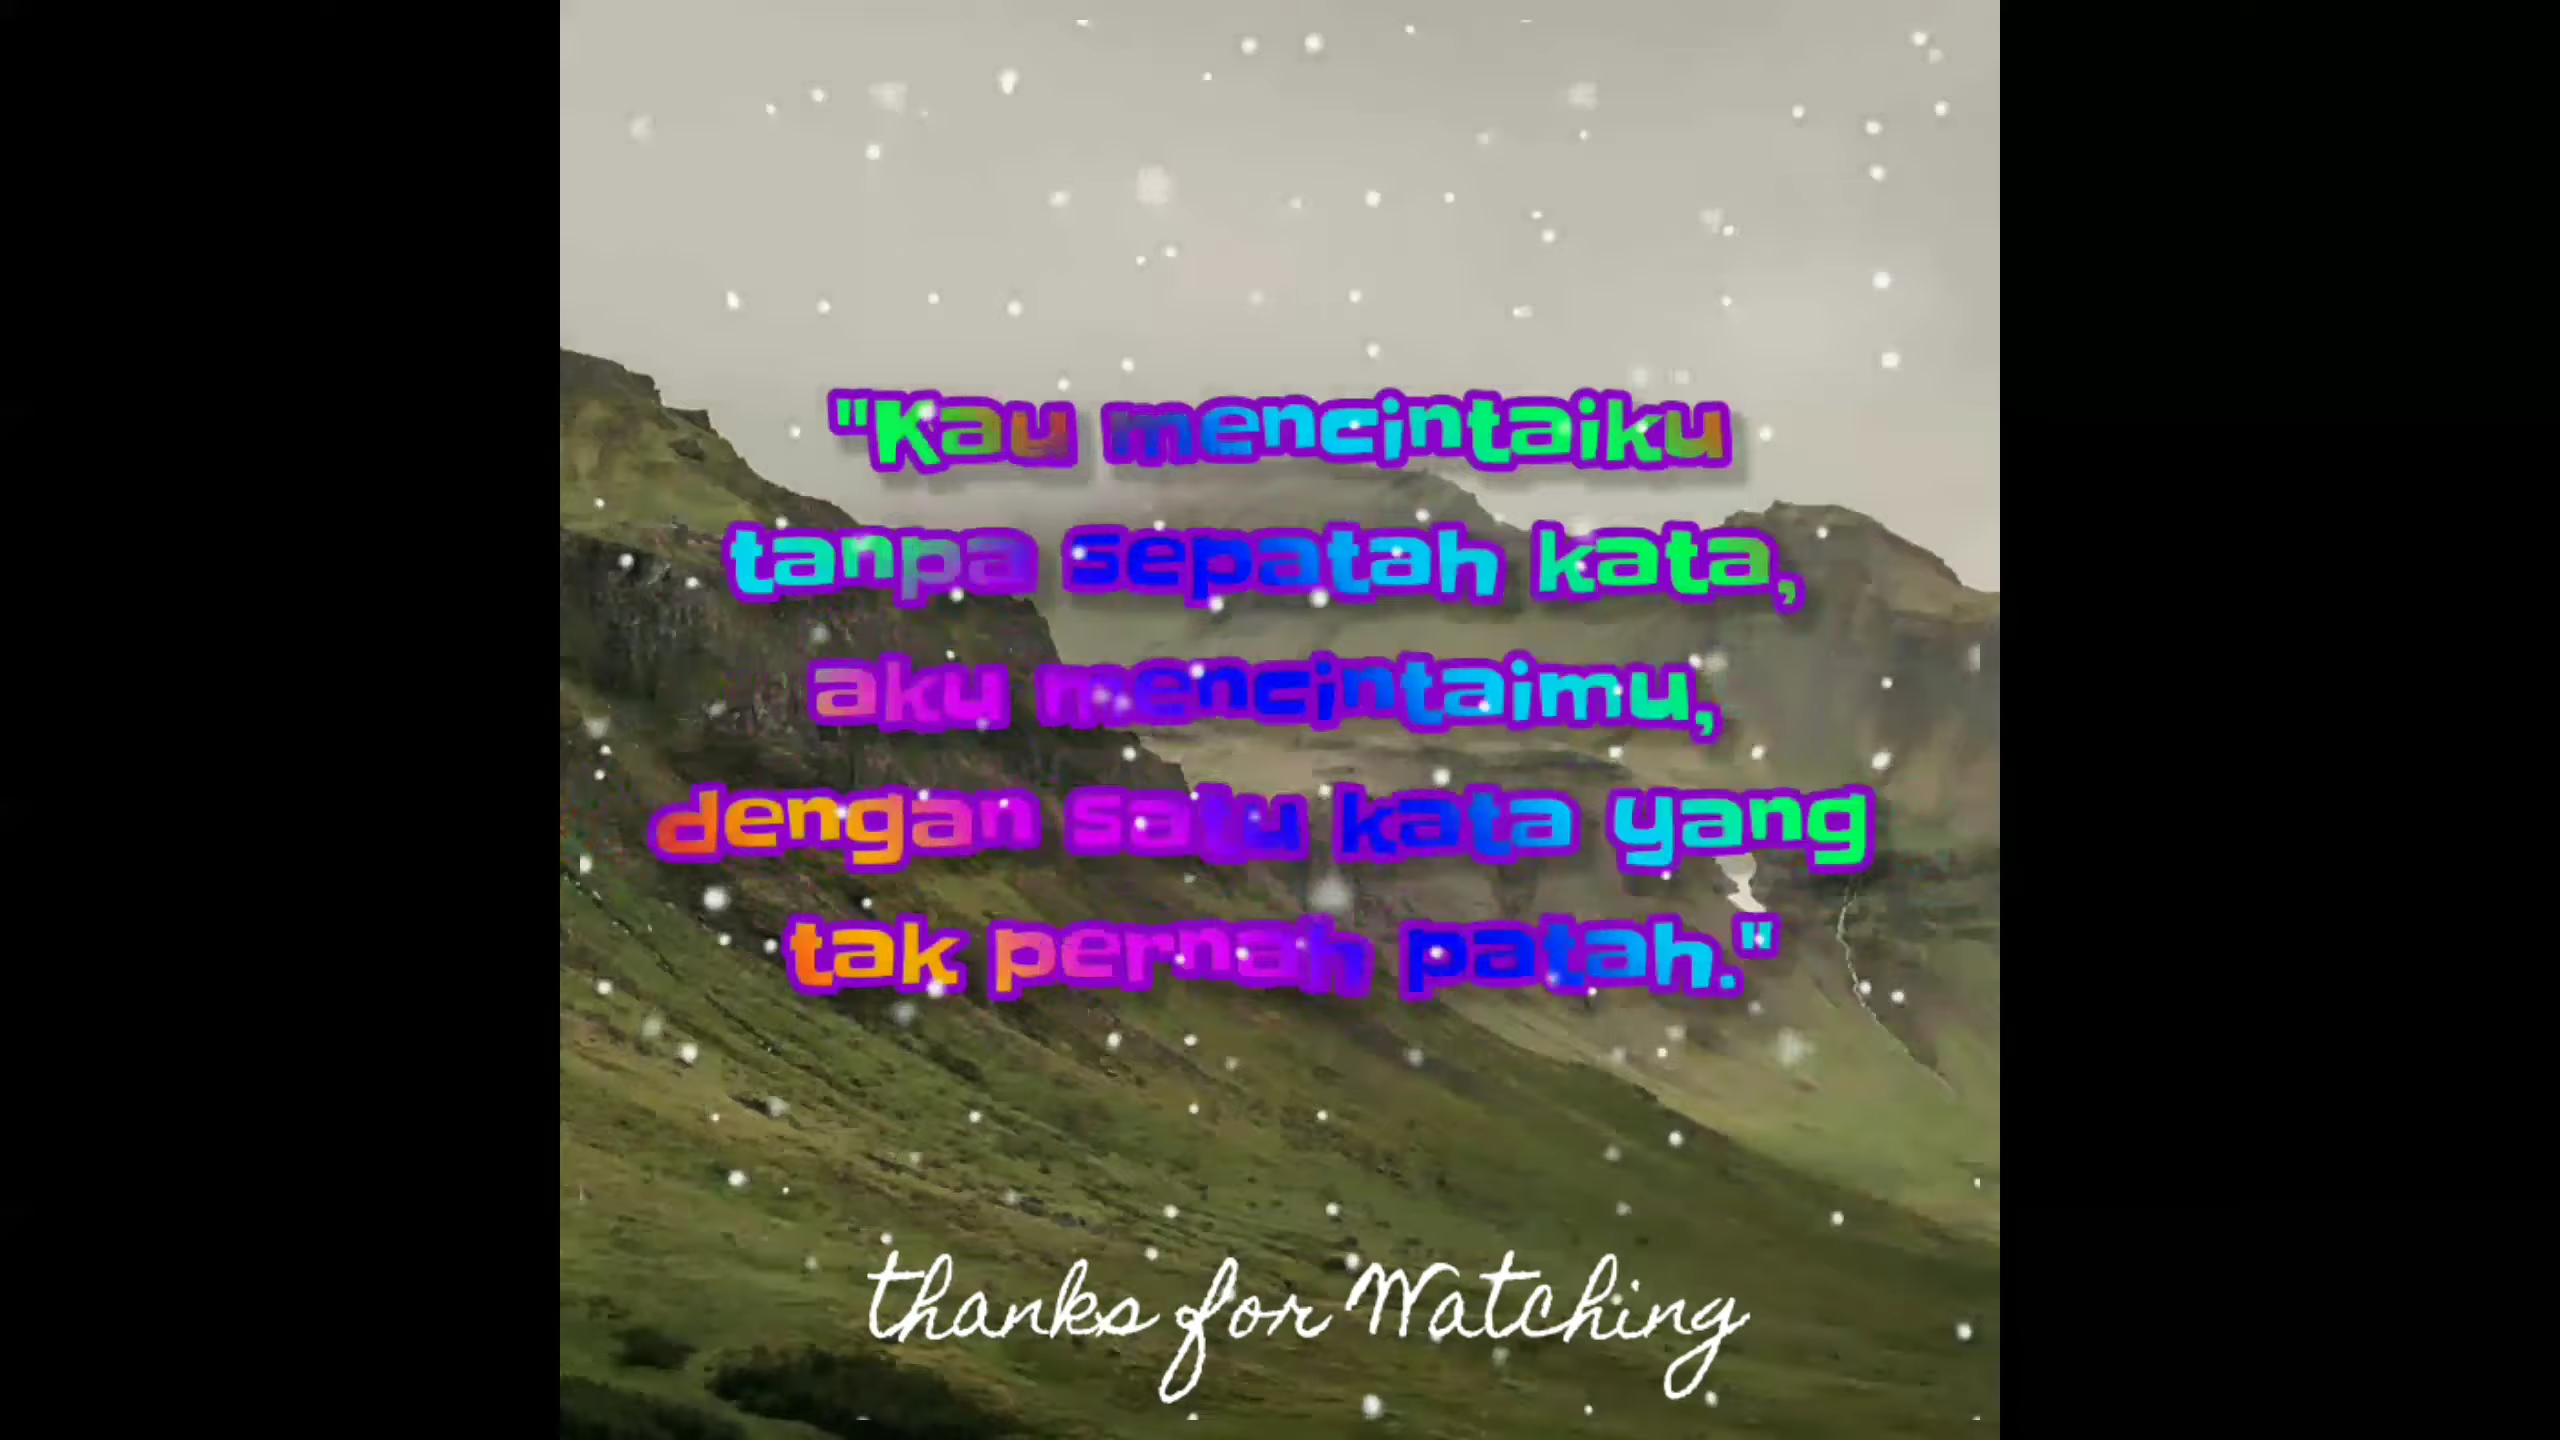 "Kau mencintaiku
tanpa sepatah kata,
aku mencintaimu,
dengan satu kata yang
tak pernah patah."
thanks for Watching